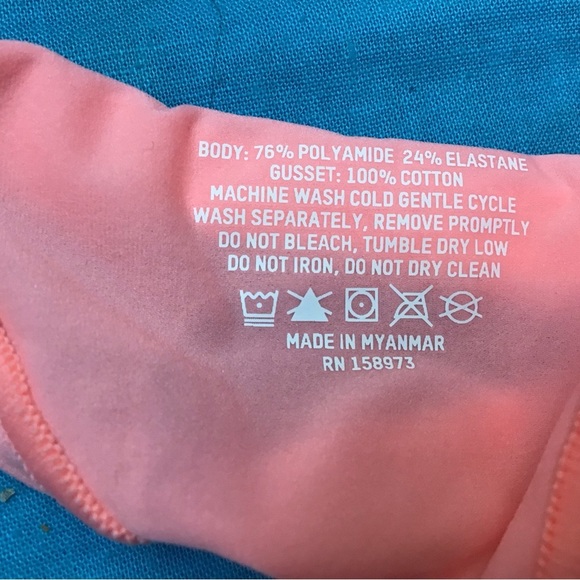 BODY: 76% POLYAMIDE 24% ELASTANE
GUSSET: 100% COTTON
MACHINE WASH COLD GENTLE CYCLE
WASH SEPARATELY, REMOVE PROMPTLY
DO NOT BLEACH, TUMBLE DRY LOW
DO NOT IRON, DO NOT DRY CLEAN
MADE IN MYANMAR
RN 158973